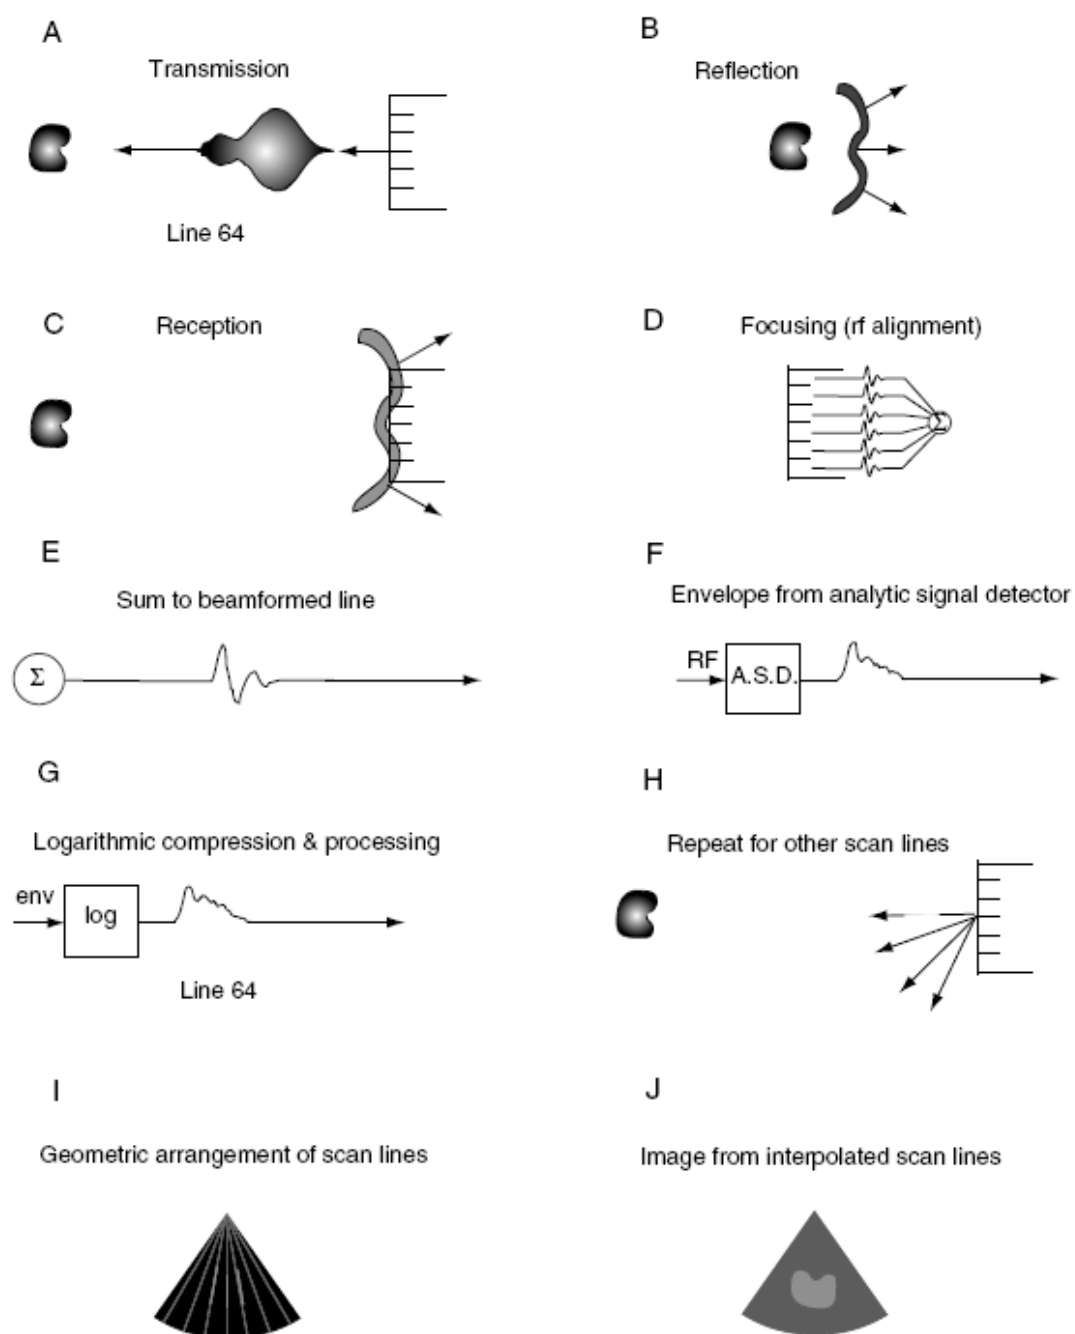 A
Transmission
Line 64
B
Reflection
C
Reception
D
Focusing (rf alignment)
Σ
E
Sum to beamformed line
Σ
F
Envelope from analytic signal detector
RF
A.S.D.
G
Logarithmic compression & processing
env
log
Line 64
H
Repeat for other scan lines
I
Geometric arrangement of scan lines
J
Image from interpolated scan lines